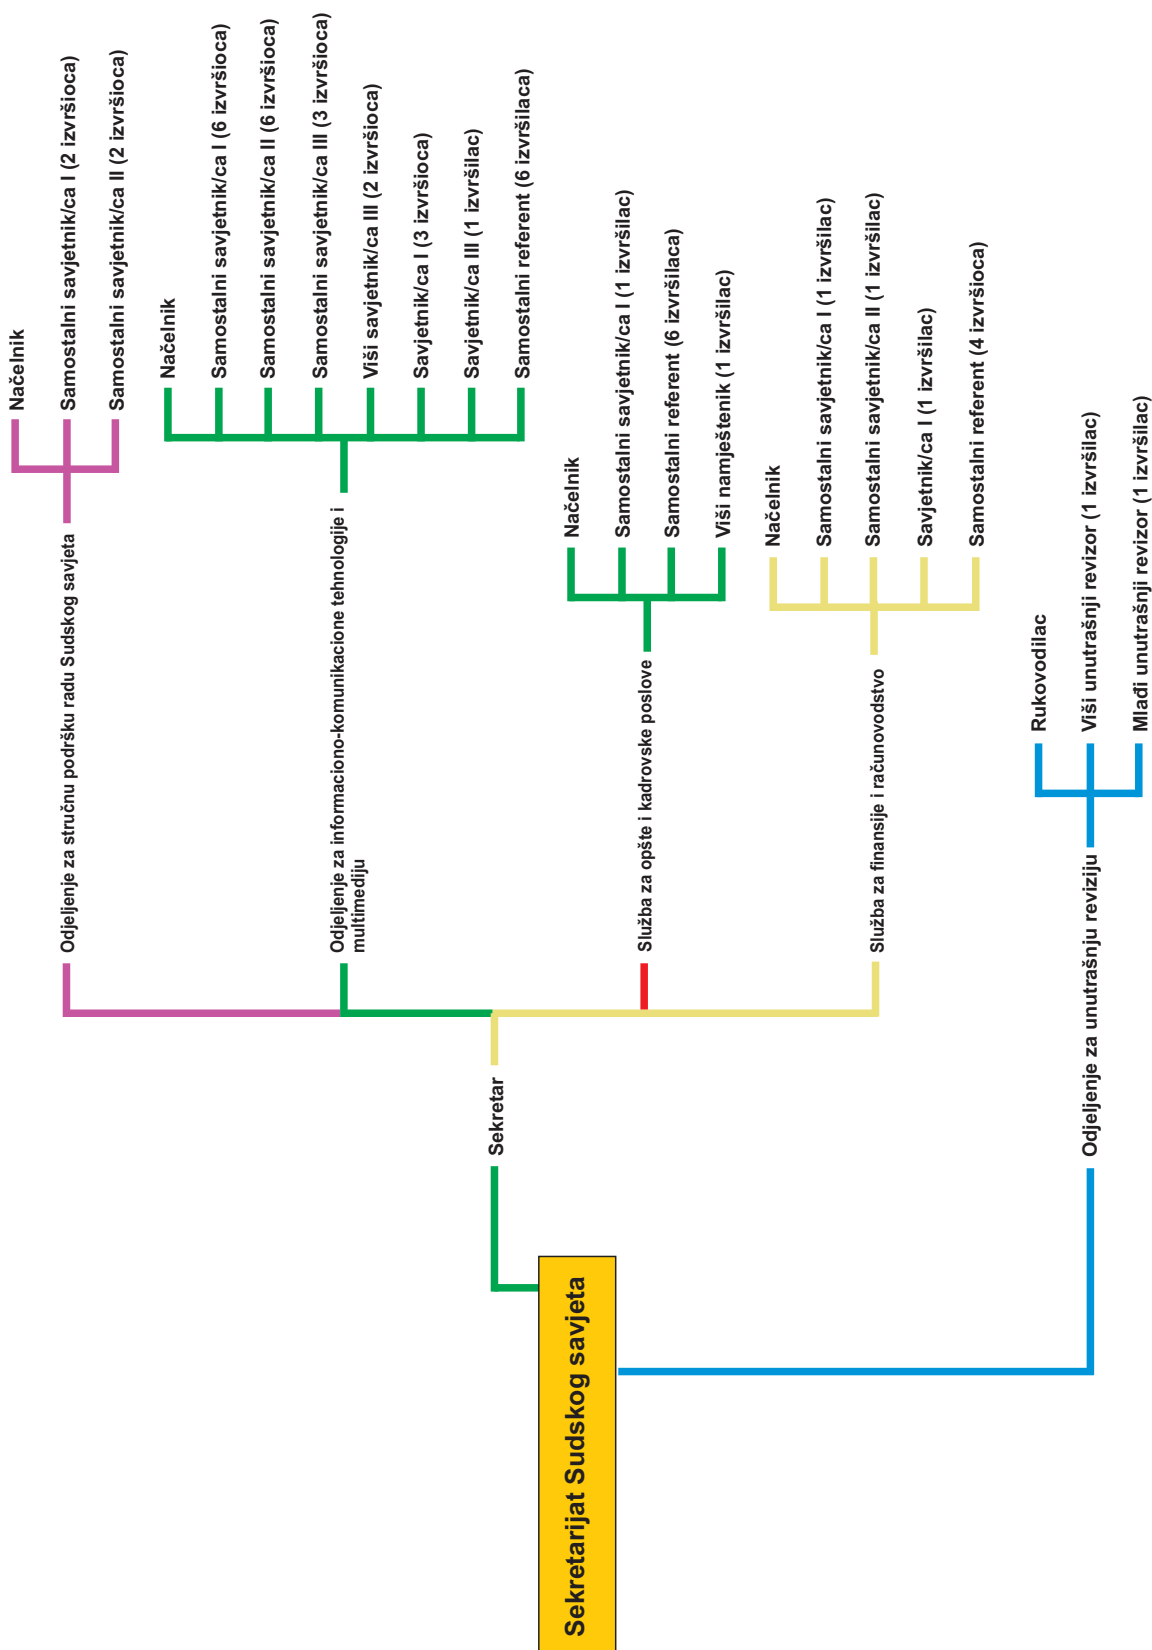 Sekretarijat Sudskog savjeta
Sekretar
Odjeljenje za stručnu podršku radu Sudskog savjeta
Načelnik
Samostalni savjetnik/ca I (2 izvršioca)
Samostalni savjetnik/ca II (2 izvršioca)
Odjeljenje za informaciono-komunikacione tehnologije i
multimediju
Načelnik
Samostalni savjetnik/ca I (6 izvršioca)
Samostalni savjetnik/ca II (6 izvršioca)
Samostalni savjetnik/ca III (3 izvršioca)
Viši savjetnik/ca III (2 izvršioca)
Savjetnik/ca I (3 izvršioca)
Savjetnik/ca III (1 izvršilac)
Samostalni referent (6 izvršilaca)
Služba za opšte i kadrovske poslove
Načelnik
Samostalni savjetnik/ca I (1 izvršilac)
Samostalni referent (6 izvršilaca)
Viši namještenik (1 izvršilac)
Služba za finansije i računovodstvo
Načelnik
Samostalni savjetnik/ca I (1 izvršilac)
Samostalni savjetnik/ca II (1 izvršilac)
Savjetnik/ca I (1 izvršilac)
Samostalni referent (4 izvršioca)
Odjeljenje za unutrašnju reviziju
Rukovodilac
Viši unutrašnji revizor (1 izvršilac)
Mlađi unutrašnji revizor (1 izvršilac)